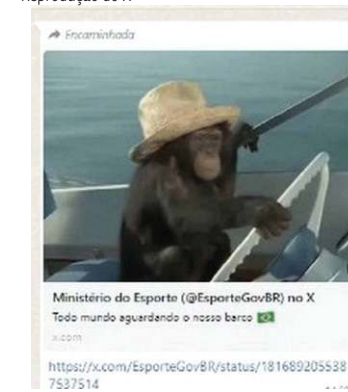 Encaminhada
Ministério do Esporte (@EsporteGovBR) no X
Todo mundo aguardando o nosso barco 🇧🇷
x.com
https://x.com/EsporteGovBR/status/181689205538
7537514